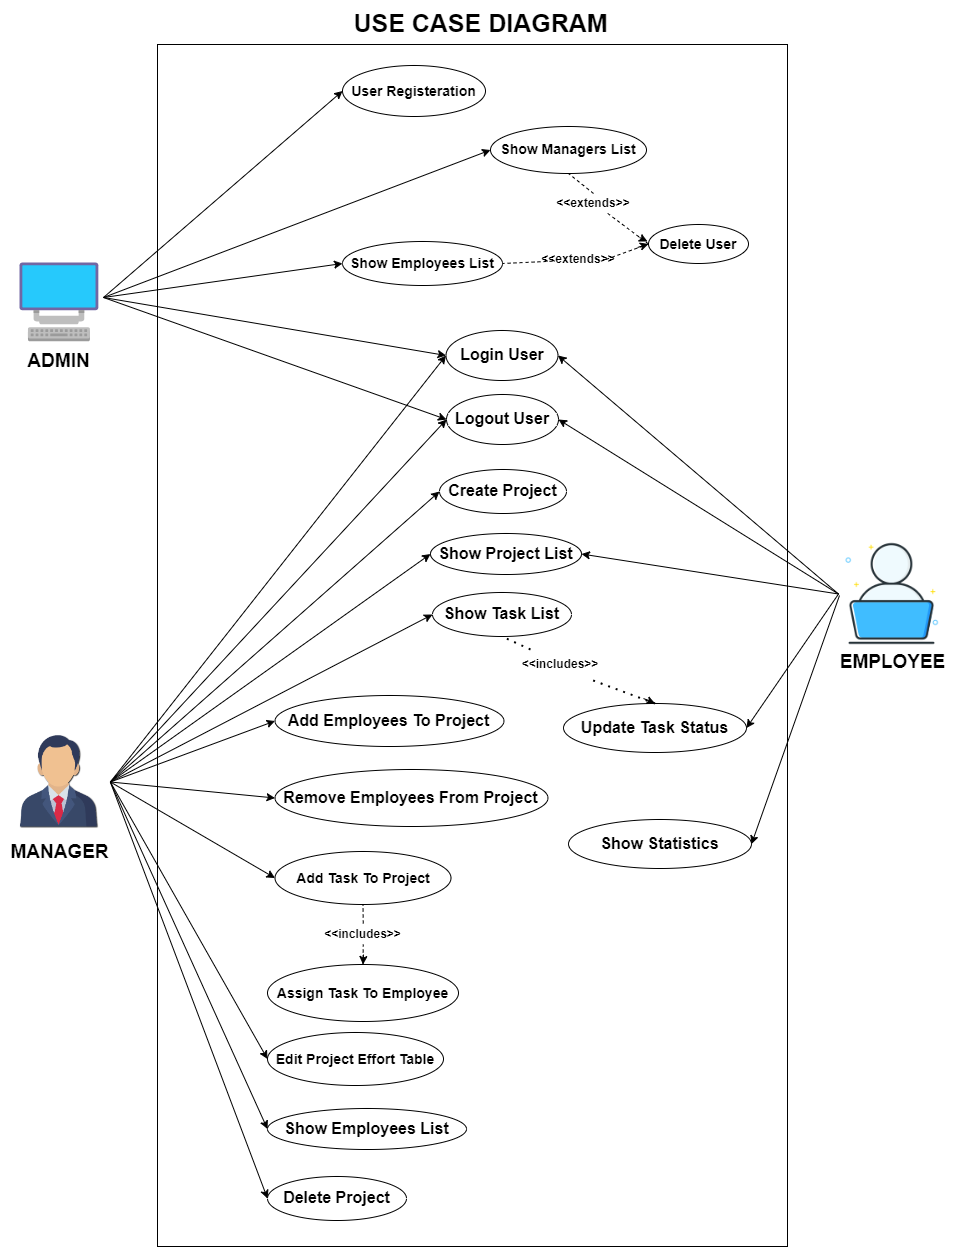 USE CASE DIAGRAM
User Registeration
Show Managers List
<<extends>>
Delete User
Show Employees List
<<extends>>
ADMIN
Login User
Logout User
Create Project
Show Project List
Show Task List
<<includes>>
EMPLOYEE
Add Employees To Project
Update Task Status
Remove Employees From Project
MANAGER
Show Statistics
Add Task To Project
<<includes>>
Assign Task To Employee
Edit Project Effort Table
Show Employees List
Delete Project